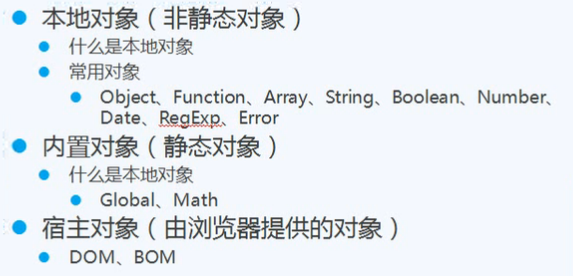 本地对象（非静态对象）
什么是本地对象
常用对象
Object、Function、Array、String、Boolean、Number、
Date、RegExp、Error
内置对象（静态对象）
什么是本地对象
Global、Math
宿主对象（由浏览器提供的对象）
DOM、BOM